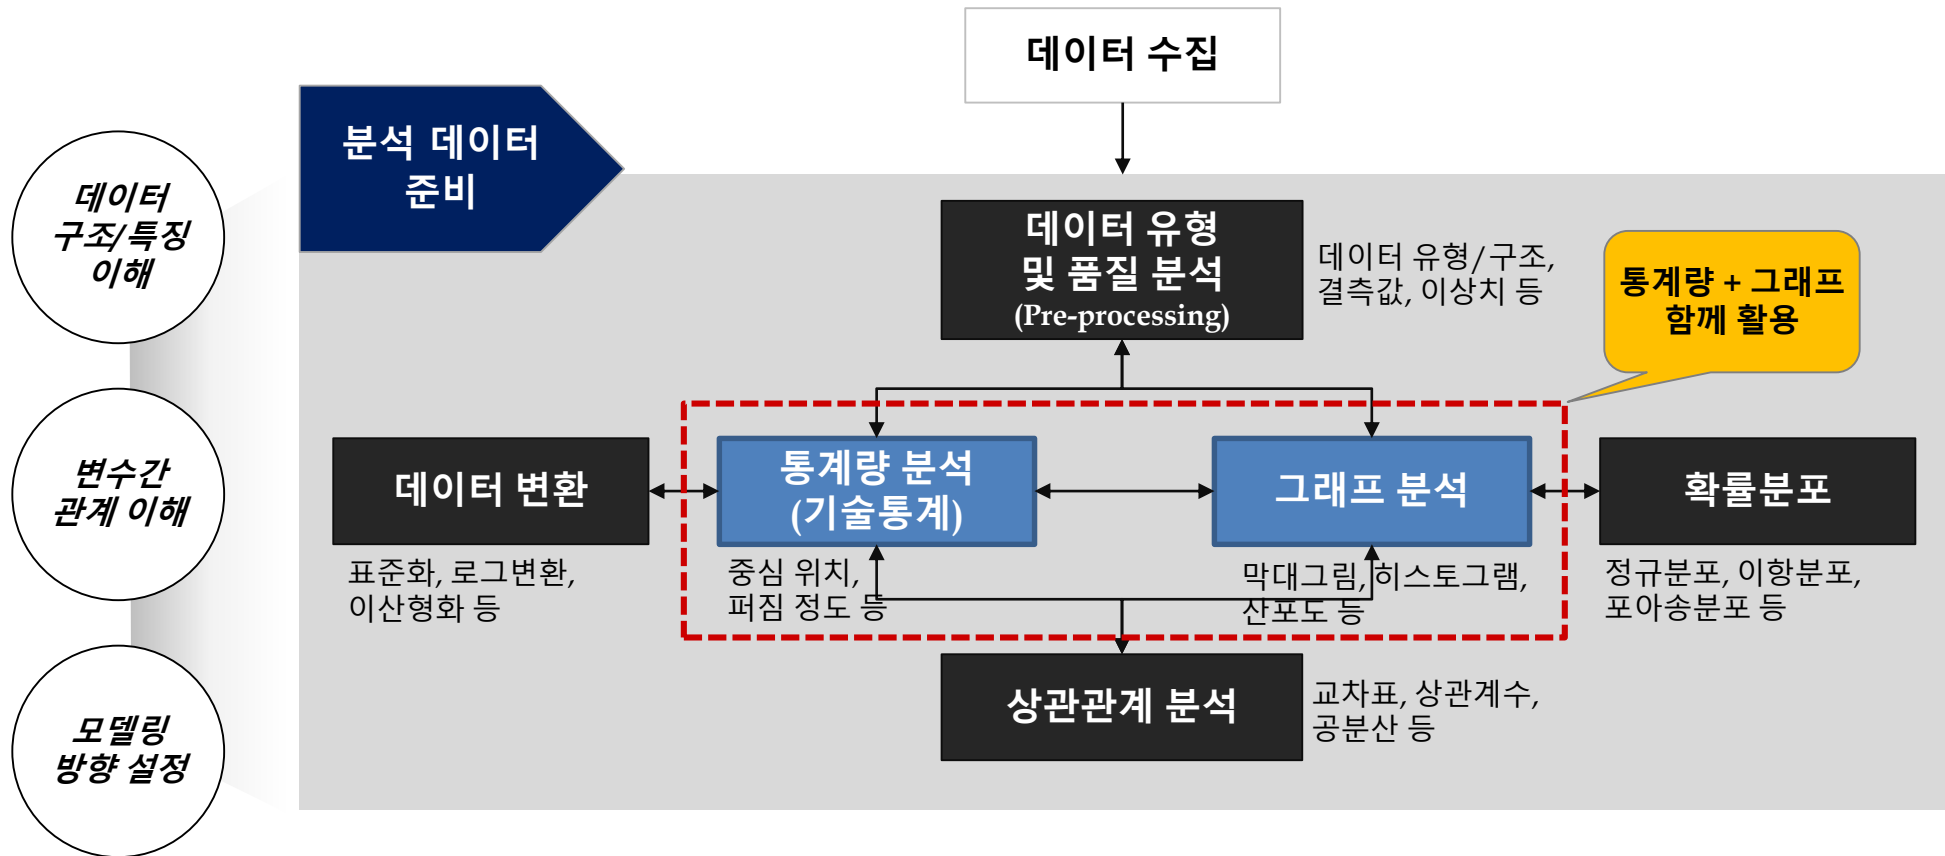 데이터 수집
분석 데이터
준비
데이터
구조/특징
이해
데이터 유형
및 품질 분석
(Pre-processing)
데이터 유형/구조,
결측값, 이상치 등
통계량 + 그래프
함께 활용
변수간
관계 이해
데이터 변환
통계량 분석
(기술통계)
그래프 분석
확률분포
표준화, 로그변환,
이산형화 등
중심 위치,
퍼짐 정도 등
막대그림, 히스토그램,
산포도 등
정규분포, 이항분포,
포아송분포 등
모델링
방향 설정
상관관계 분석
교차표, 상관계수,
공분산 등